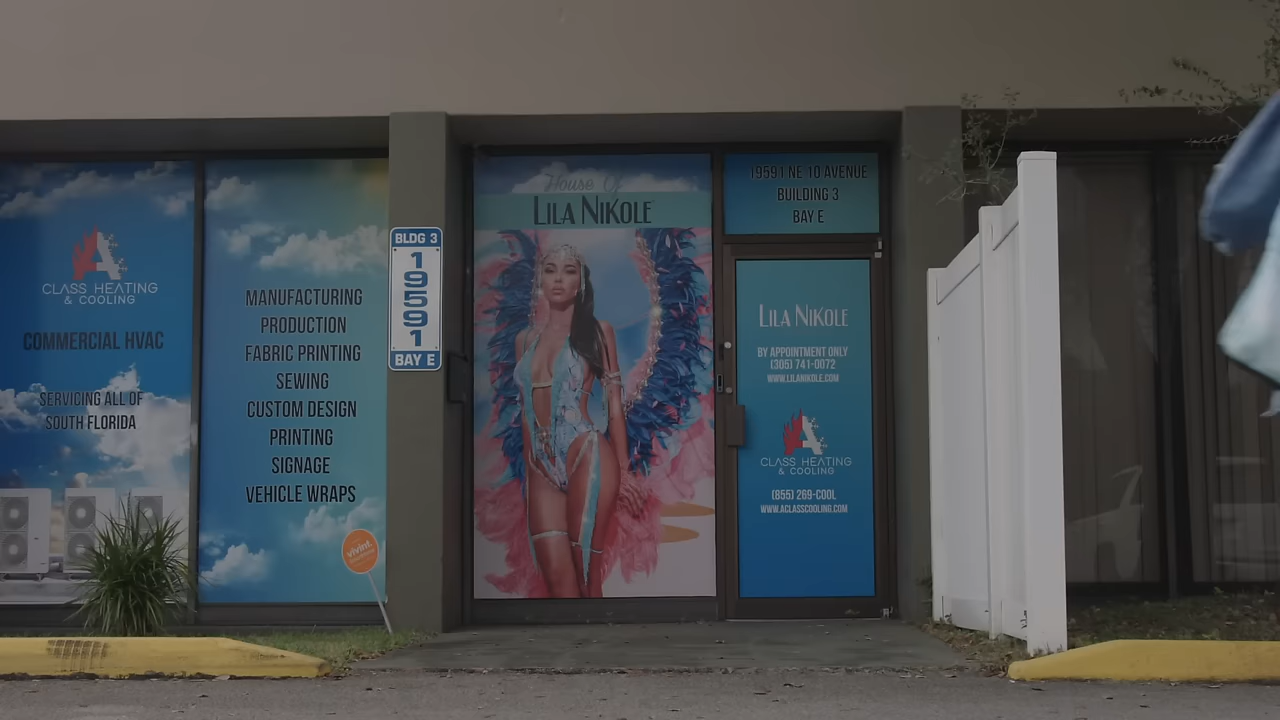 CLASS HEATING
& COOLING
COMMERCIAL HVAC
SERVICING ALL OF
SOUTH FLORIDA
MANUFACTURING
PRODUCTION
FABRIC PRINTING
SEWING
CUSTOM DESIGN
PRINTING
SIGNAGE
VEHICLE WRAPS
vivint.
BLDG 3
19591
BAY E
House Of
LILA NIKOLE
19591 NE 10 AVENUE
BUILDING 3
BAY E
LILA NIKOLE
BY APPOINTMENT ONLY
(305) 741-0072
WWW.LILANIKOLE.COM
A
CLASS HEATING
& COOLING
(855) 269-COOL
WWW.ACLASSCOOLING.COM